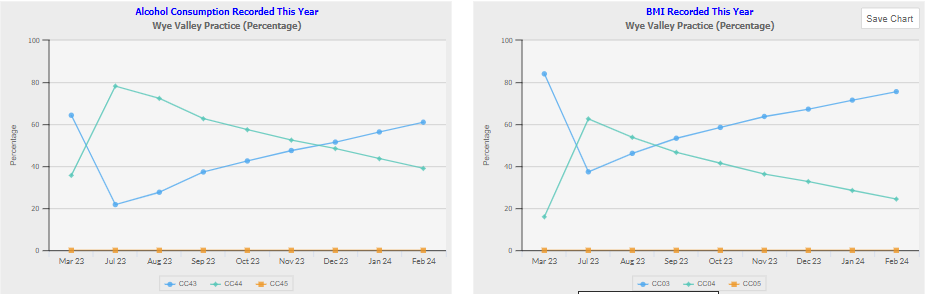 Alcohol Consumption Recorded This Year
Wye Valley Practice (Percentage)
100
80
60
40
20
0
Percentage
Mar 23 Jul 23 Aug 23 Sep 23 Oct 23 Nov 23 Dec 23 Jan 24 Feb 24
CC43 CC44 CC45
BMI Recorded This Year
Wye Valley Practice (Percentage)
Save Chart
100
80
60
40
20
0
Percentage
Mar 23 Jul 23 Aug 23 Sep 23 Oct 23 Nov 23 Dec 23 Jan 24 Feb 24
CC03 CC04 CC05